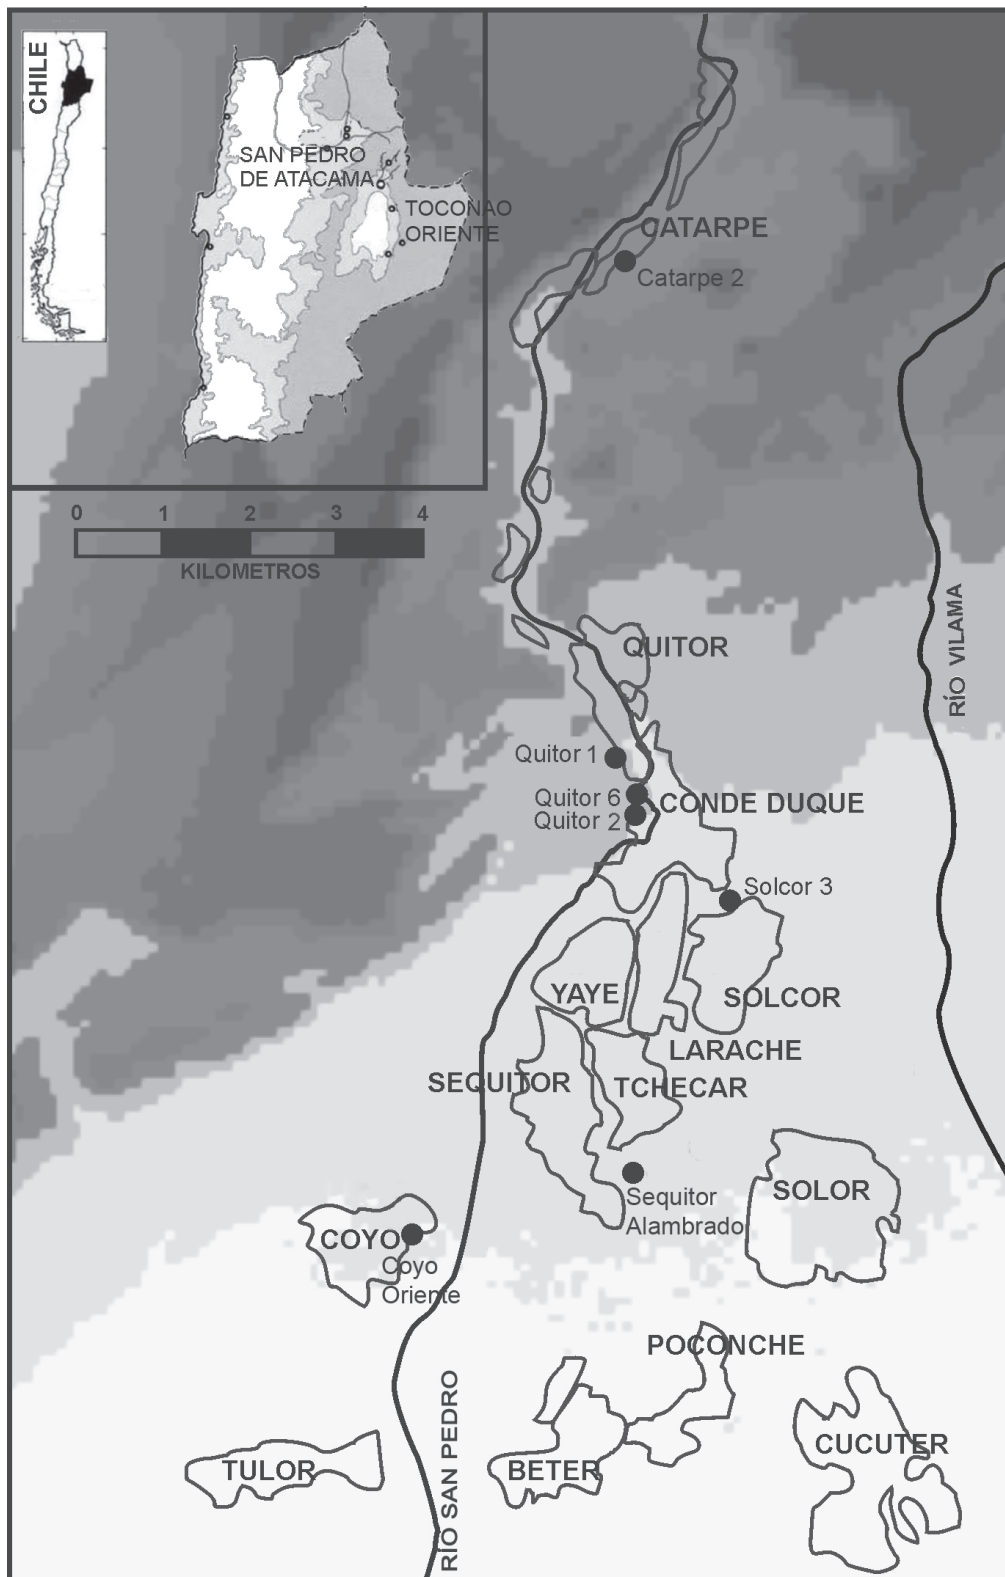 CHILE
SAN PEDRO
DE ATACAMA
TOCONAO
ORIENTE
0 1 2 3 4
KILOMETROS
CATARPE
Catarpe 2
RÍO VILAMA
QUITOR
Quitor 1
Quitor 6
CONDE DUQUE
Quitor 2
Solcor 3
YAYE
SOLCOR
LARACHE
SEQUITOR
TCHECAR
Sequitor
Alambrado
SOLOR
COYO
Coyo
Oriente
POCONCHE
RÍO SAN PEDRO
TULOR
BETER
CUCUTER